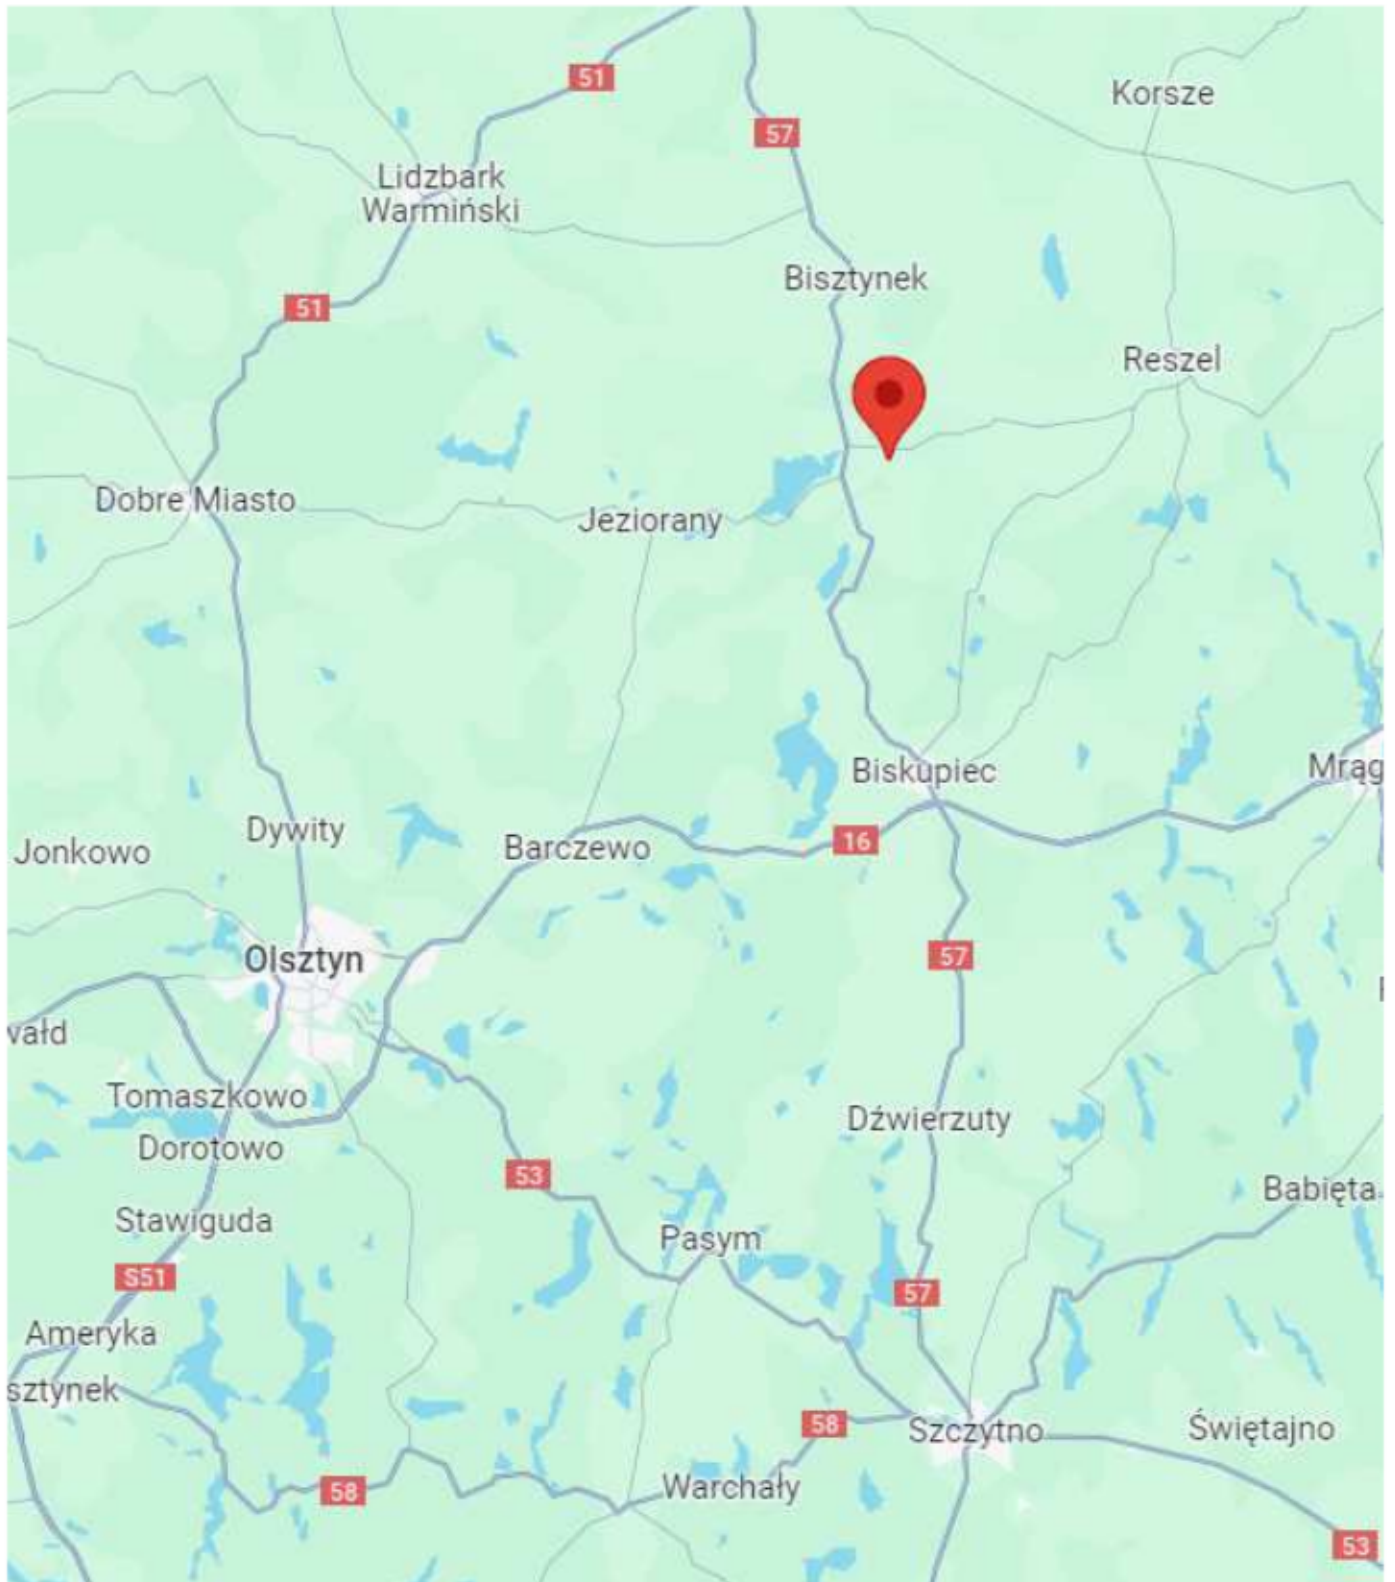 51
Korsze
57
Lidzbark
Warmiński
Bisztynek
51
Reszel
Dobre Miasto
Jeziorany
Biskupiec
Mrąg
Dywity
16
Jonkowo
Barczewo
57
Olsztyn
wałd
Tomaszkowo
Dźwierzuty
Dorotowo
53
Babięta
Stawiguda
Pasym
S51
57
Ameryka
sztynek
58
Szczytno
Świętajno
58
Warchały
53